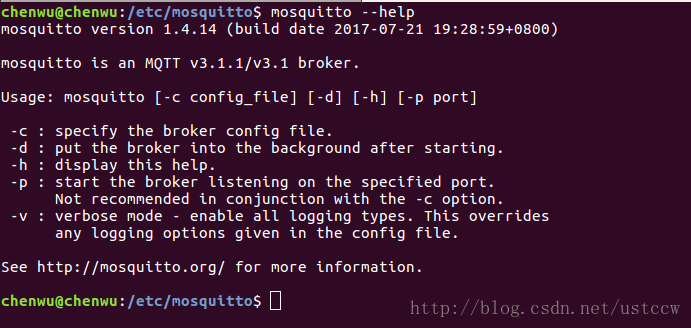 chenwu@chenwu:/etc/mosquitto$ mosquitto --help
mosquitto version 1.4.14 (build date 2017-07-21 19:28:59+0800)
mosquitto is an MQTT v3.1.1/v3.1 broker.
Usage: mosquitto [-c config_file] [-d] [-h] [-p port]
-c : specify the broker config file.
-d : put the broker into the background after starting.
-h : display this help.
-p : start the broker listening on the specified port.
Not recommended in conjunction with the -c option.
-v : verbose mode - enable all logging types. This overrides
any logging options given in the config file.
See http://mosquitto.org/ for more information.
chenwu@chenwu:/etc/mosquitto$
http://blog.csdn.net/ustccw